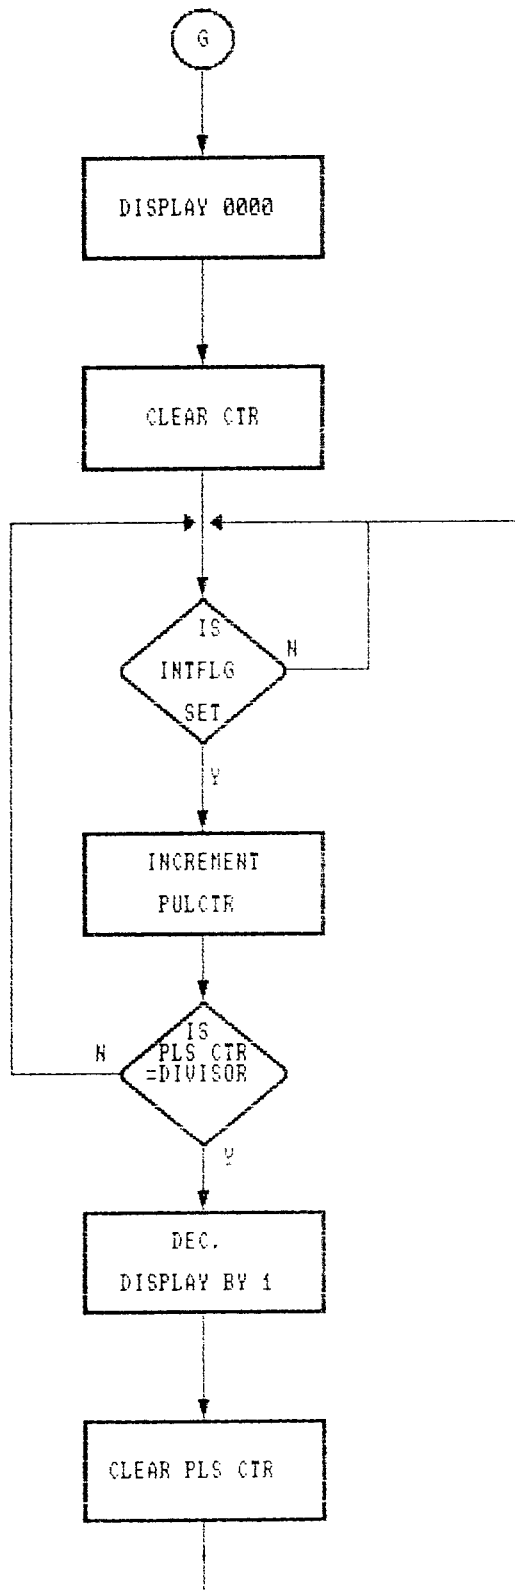 G
DISPLAY 0000
CLEAR CTR
IS
INTFLG
SET
N
Y
INCREMENT
PULCTR
IS
PLS CTR
=DIVISOR
N
Y
DEC.
DISPLAY BY 1
CLEAR PLS CTR